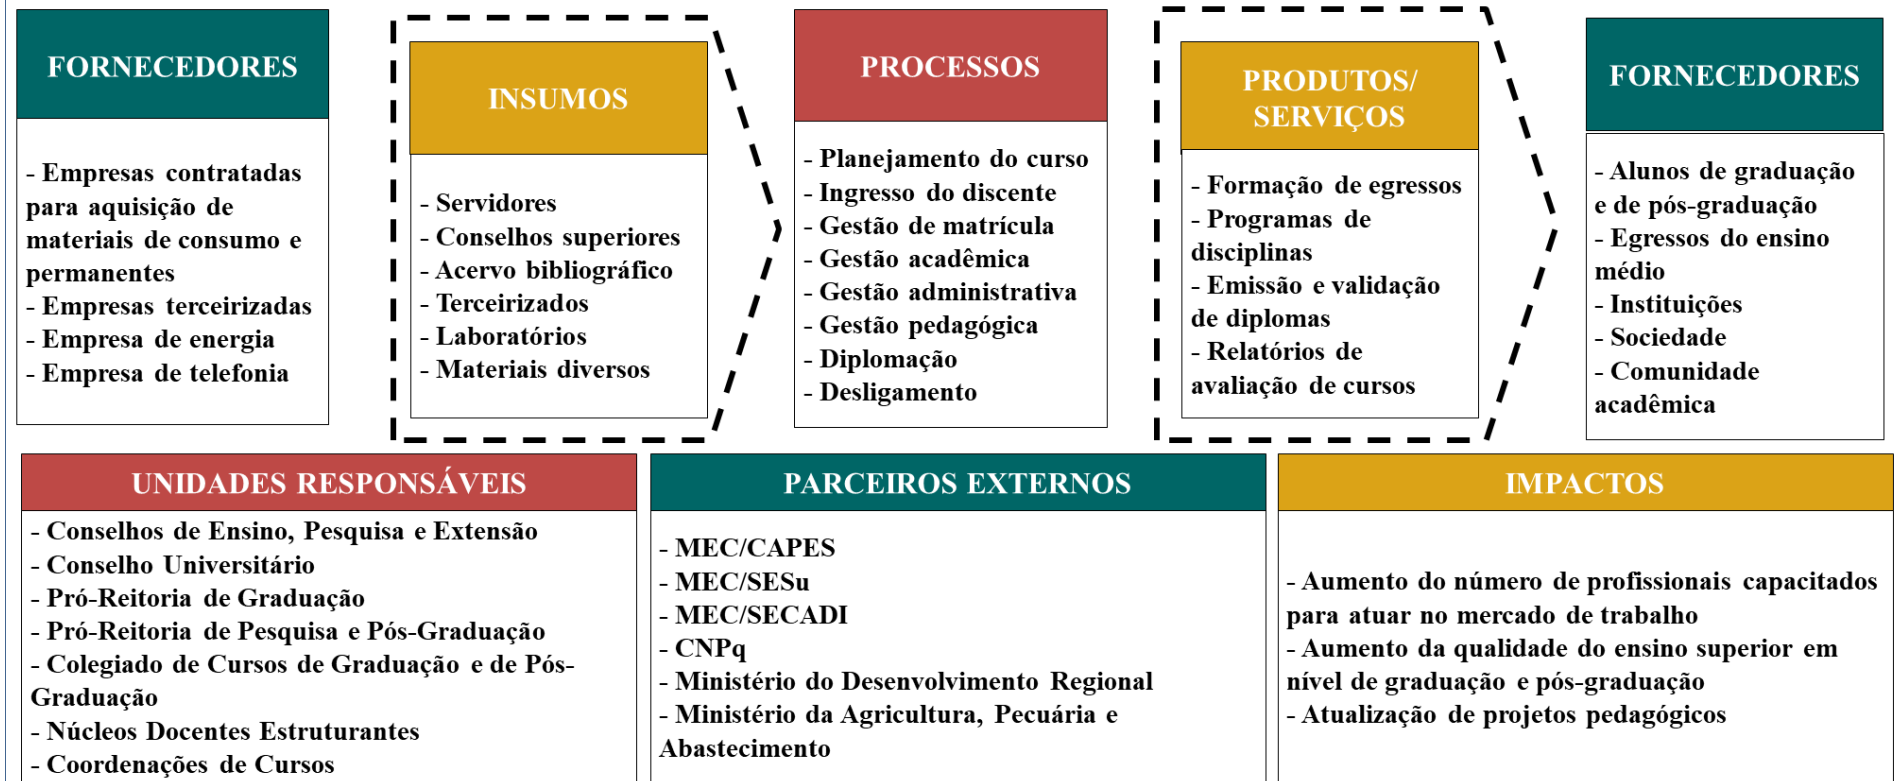 FORNECEDORES
- Empresas contratadas
para aquisição de
materiais de consumo e
permanentes
- Empresas terceirizadas
- Empresa de energia
- Empresa de telefonia
INSUMOS
- Servidores
- Conselhos superiores
- Acervo bibliográfico
- Terceirizados
- Laboratórios
- Materiais diversos
PROCESSOS
- Planejamento do curso
- Ingresso do discente
- Gestão de matrícula
- Gestão acadêmica
- Gestão administrativa
- Gestão pedagógica
- Diplomação
- Desligamento
PRODUTOS/
SERVIÇOS
- Formação de egressos
- Programas de
disciplinas
- Emissão e validação
de diplomas
- Relatórios de
avaliação de cursos
FORNECEDORES
- Alunos de graduação
e de pós-graduação
- Egressos do ensino
médio
- Instituições
- Sociedade
- Comunidade
acadêmica
UNIDADES RESPONSÁVEIS
- Conselhos de Ensino, Pesquisa e Extensão
- Conselho Universitário
- Pró-Reitoria de Graduação
- Pró-Reitoria de Pesquisa e Pós-Graduação
- Colegiado de Cursos de Graduação e de Pós-
Graduação
- Núcleos Docentes Estruturantes
- Coordenações de Cursos
PARCEIROS EXTERNOS
- MEC/CAPES
- MEC/SESu
- MEC/SECADI
- CNPq
- Ministério do Desenvolvimento Regional
- Ministério da Agricultura, Pecuária e
Abastecimento
IMPACTOS
- Aumento do número de profissionais capacitados
para atuar no mercado de trabalho
- Aumento da qualidade do ensino superior em
nível de graduação e pós-graduação
- Atualização de projetos pedagógicos